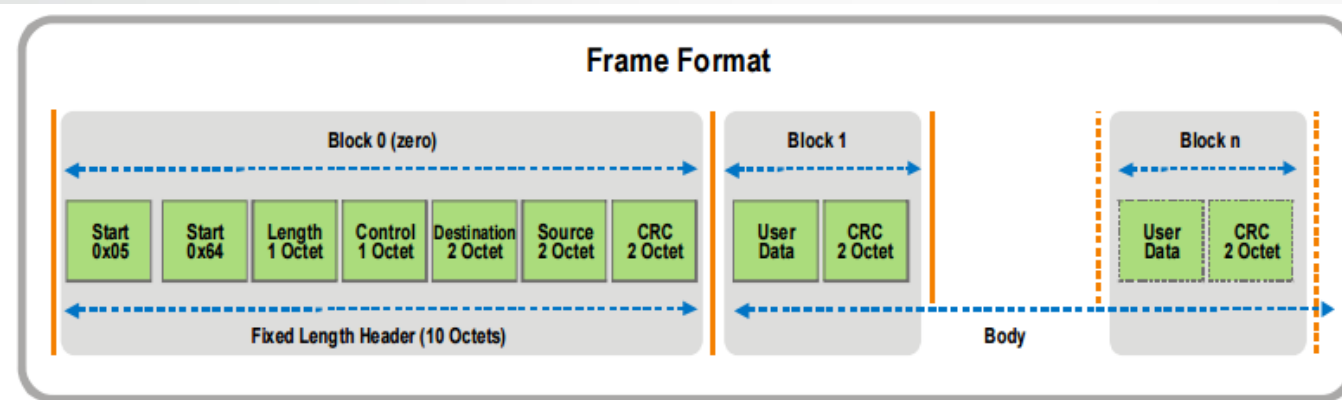 Frame Format
Block 0 (zero)
Block 1
Block n
Start
0x05
Start
0x64
Length
1 Octet
Control
1 Octet
Destination
2 Octet
Source
2 Octet
CRC
2 Octet
User
Data
CRC
2 Octet
User
Data
CRC
2 Octet
Fixed Length Header (10 Octets)
Body